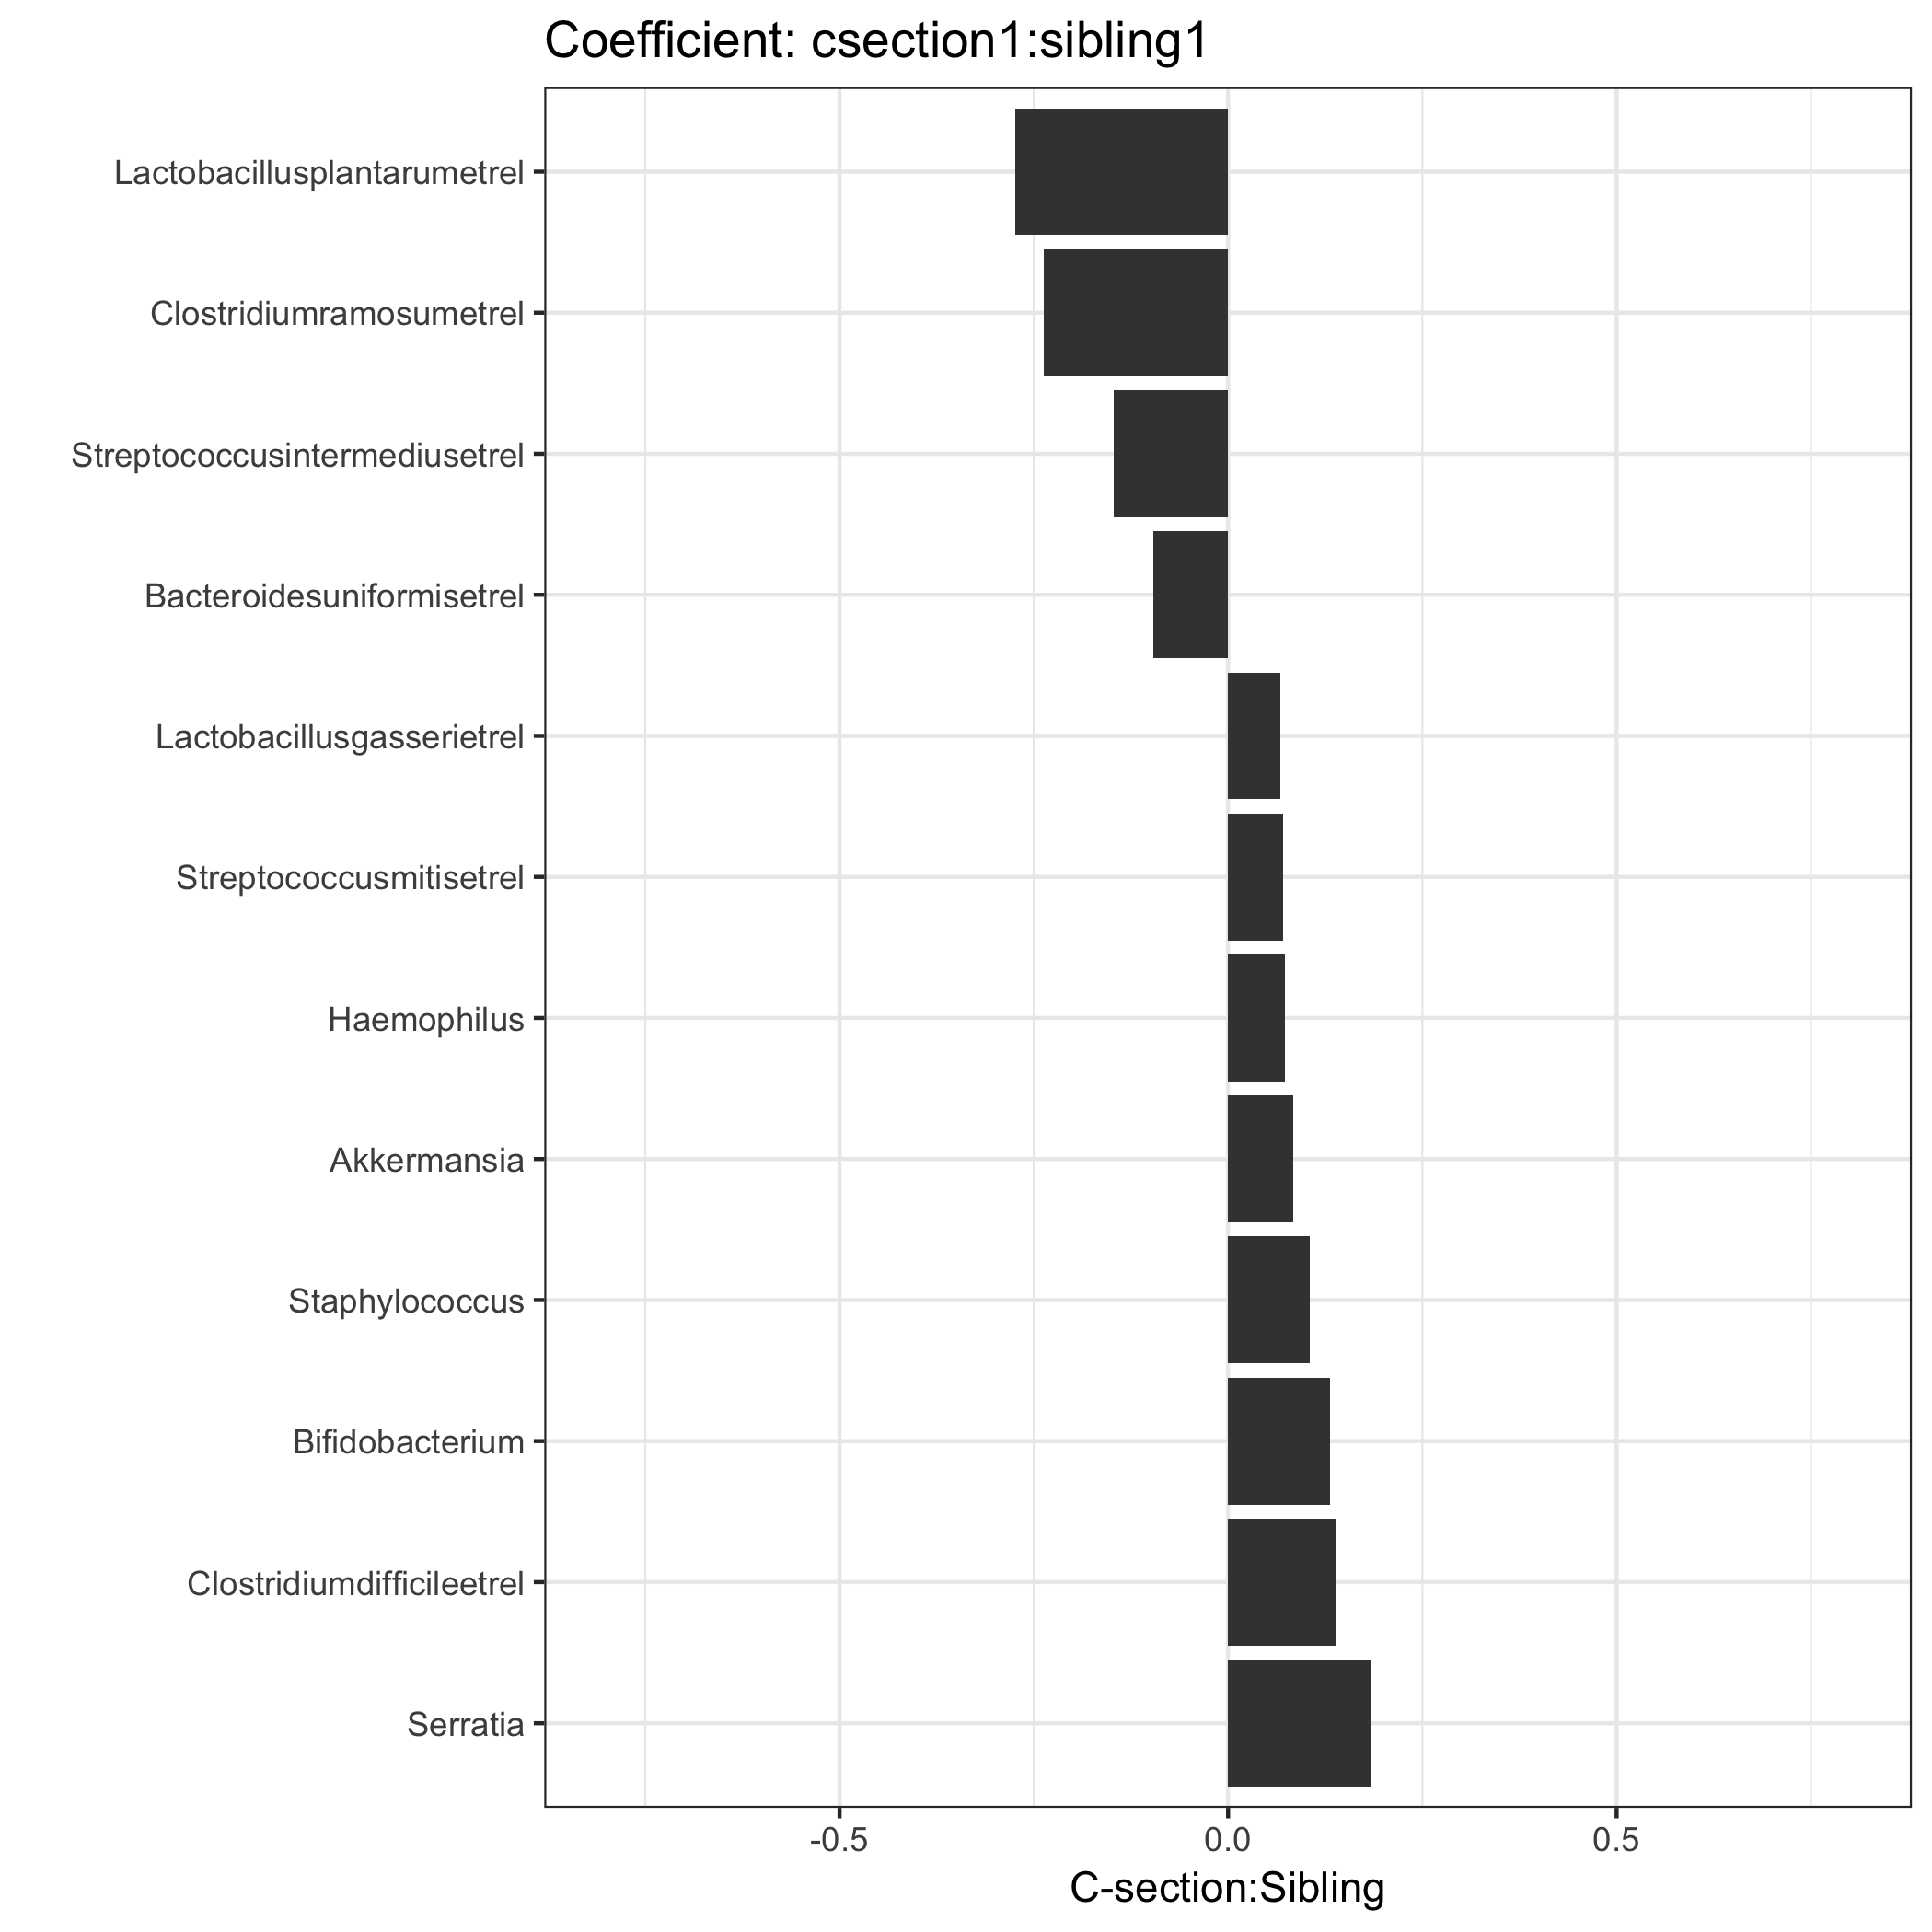 Coefficient: csection1:sibling1
Lactobacillusplantarumetrel
Clostridiumramosumetrel
Streptococcusintermediusetrel
Bacteroidesuniformisetrel
Lactobacillusgasserietrel
Streptococcusmitisetrel
Haemophilus
Akkermansia
Staphylococcus
Bifidobacterium
Clostridiumdifficileetrel
Serratia
-0.5 0.0 0.5
C-section:Sibling